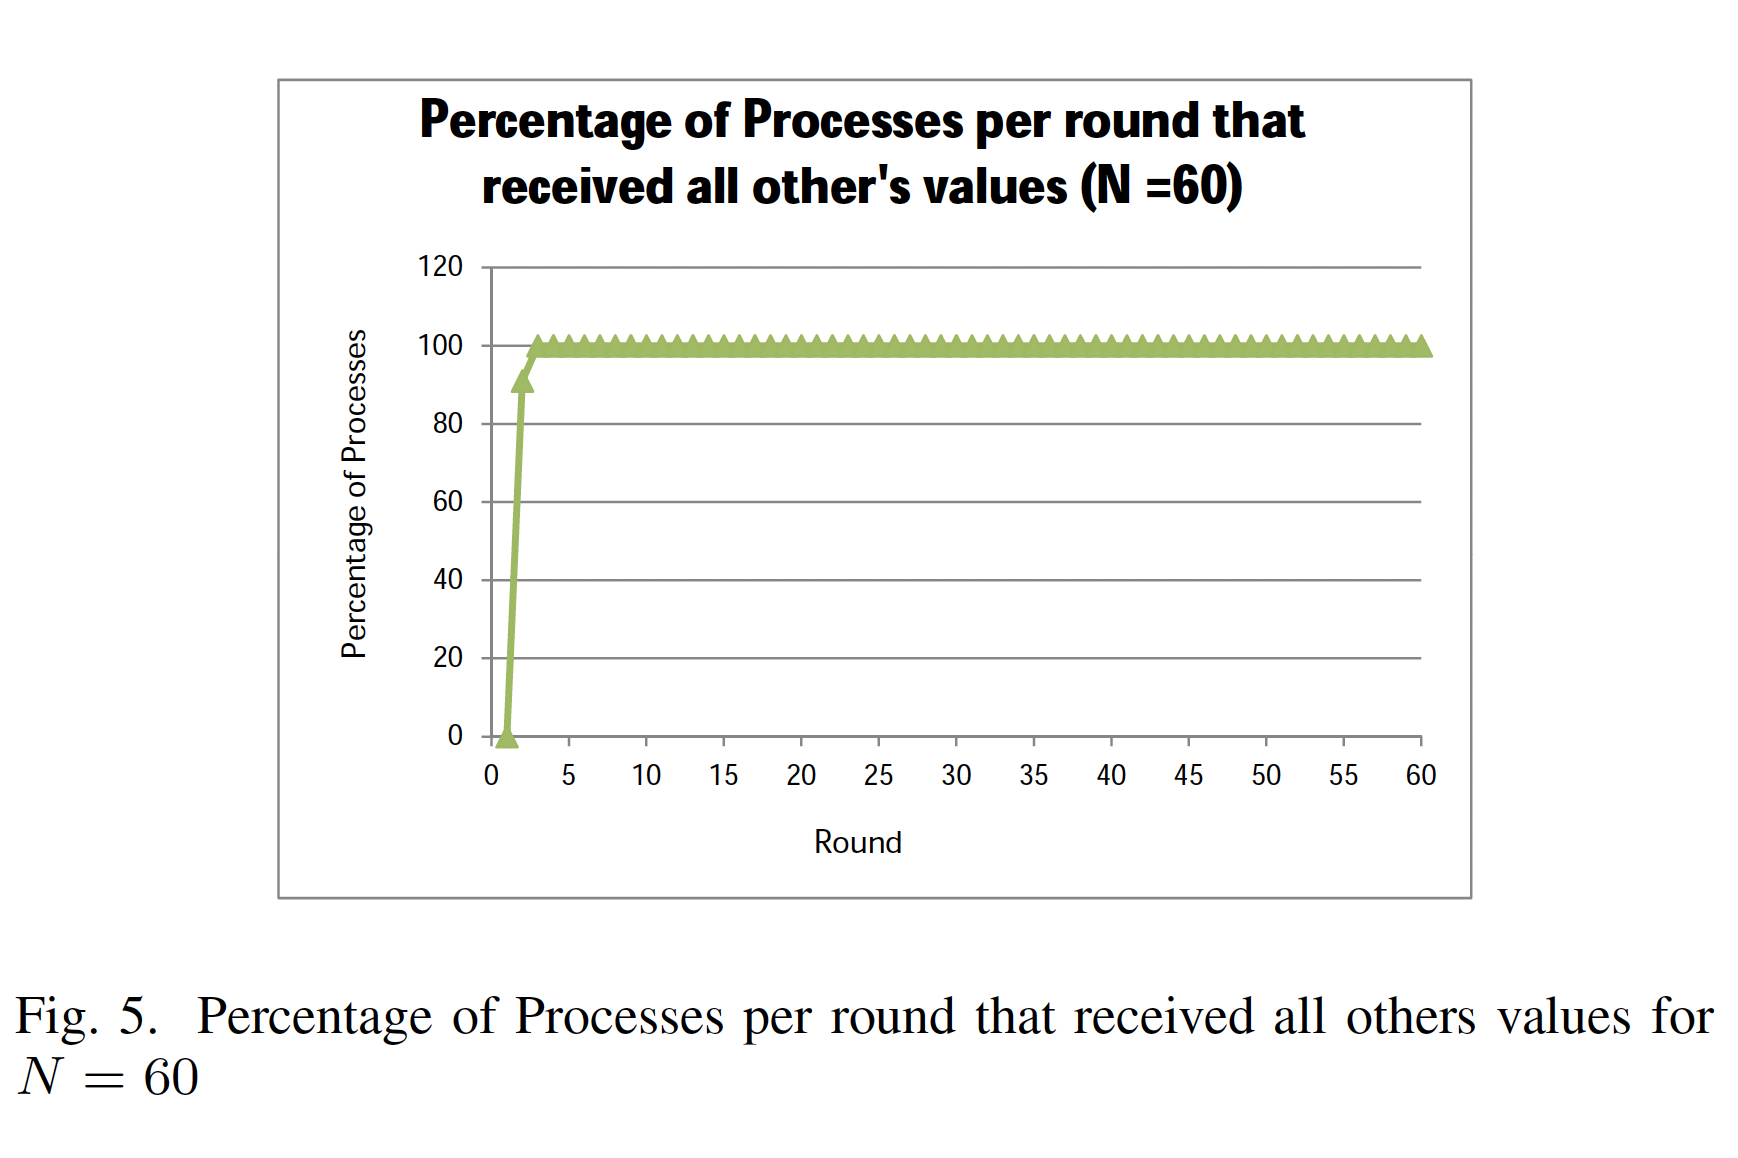 Percentage of Processes per round that
received all other's values (N =60)
120
100
80
60
40
20
0
Percentage of Processes
0 5 10 15 20 25 30 35 40 45 50 55 60
Round
Fig. 5. Percentage of Processes per round that received all others values for
N = 60